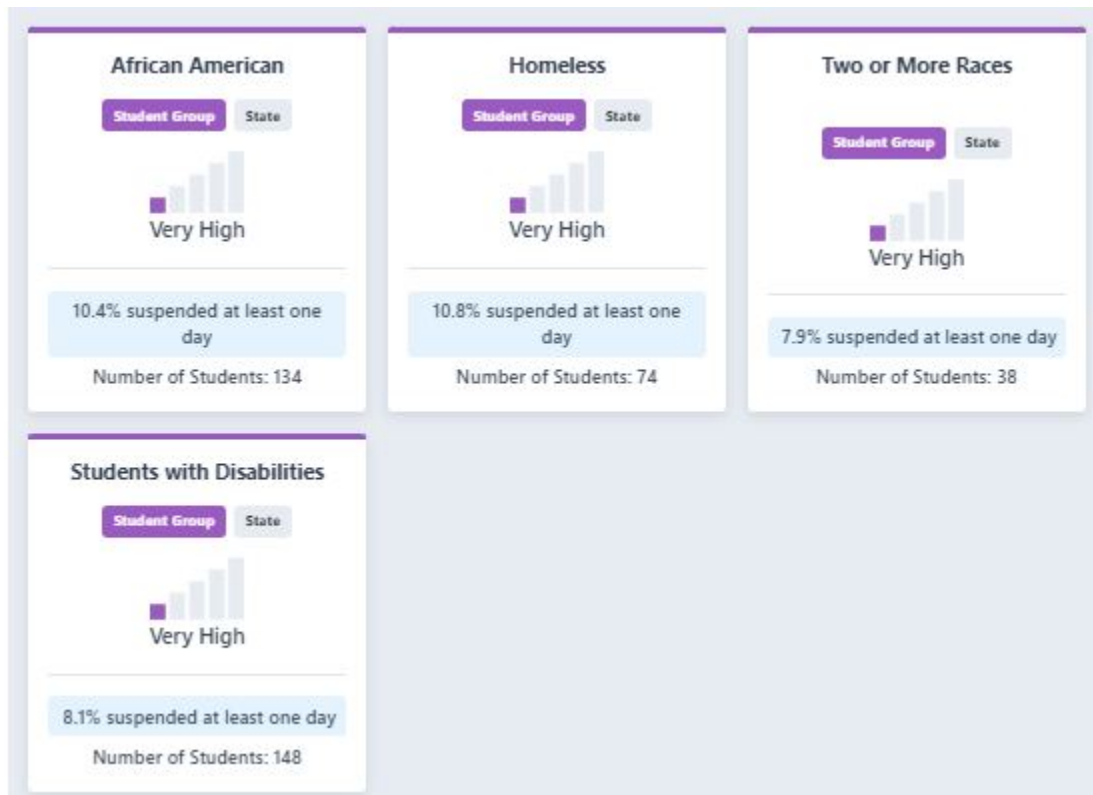 African American
Student Group State
Very High
10.4% suspended at least one
day
Number of Students: 134
Homeless
Student Group State
Very High
10.8% suspended at least one
day
Number of Students: 74
Two or More Races
Student Group State
Very High
7.9% suspended at least one day
Number of Students: 38
Students with Disabilities
Student Group State
Very High
8.1% suspended at least one day
Number of Students: 148